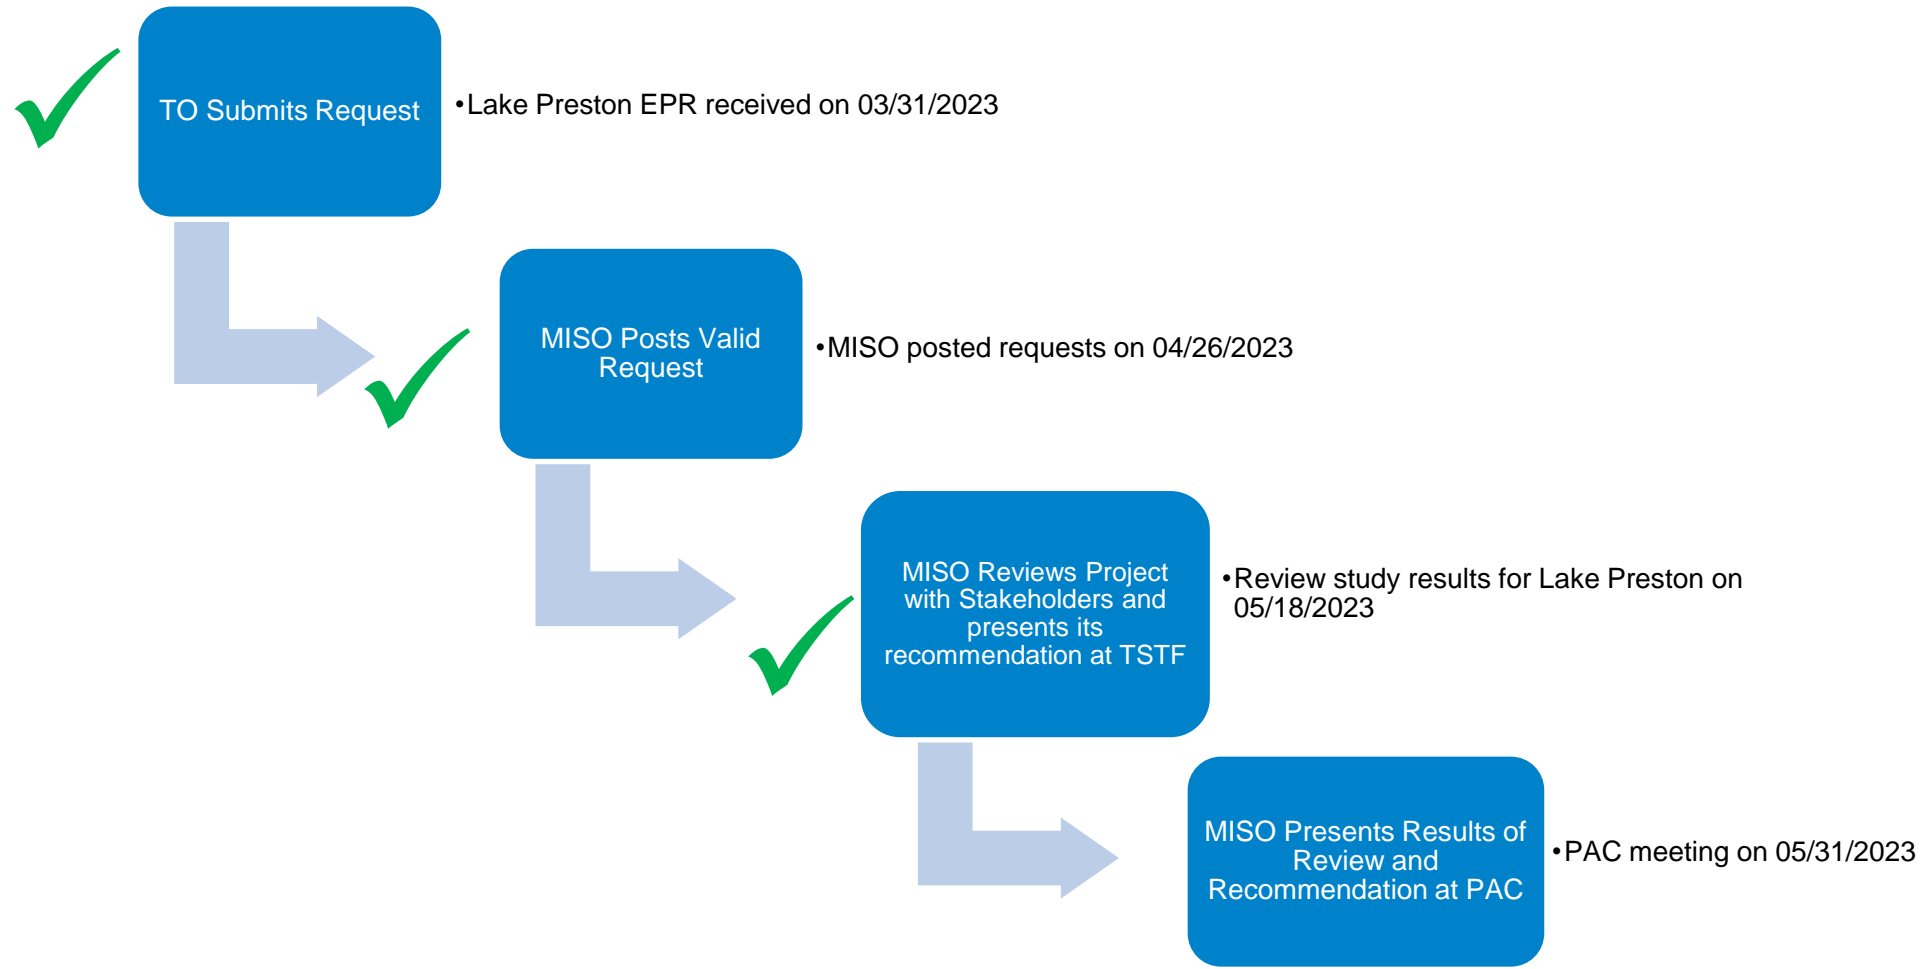 TO Submits Request
•Lake Preston EPR received on 03/31/2023
MISO Posts Valid
Request
•MISO posted requests on 04/26/2023
MISO Reviews Project
with Stakeholders and
presents its
recommendation at TSTF
•Review study results for Lake Preston on
05/18/2023
MISO Presents Results of
Review and
Recommendation at PAC
•PAC meeting on 05/31/2023